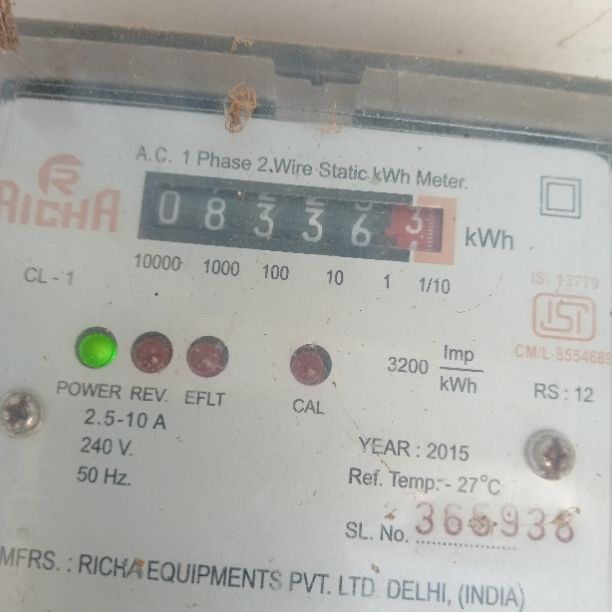 A.C. 1 Phase 2.Wire Static kWh Meter.
RICHA
0 8 3 3 6 3 kWh
10000 1000 100 10 1 1/10
CL - 1
IS: 13779
ISI
CM/L-8554689
3200 Imp/kWh
RS : 12
POWER REV. EFLT CAL
2.5-10 A
240 V.
50 Hz.
YEAR : 2015
Ref. Temp:- 27°C
SL. No. 365938
MFRS. : RICHA EQUIPMENTS PVT. LTD. DELHI, (INDIA)